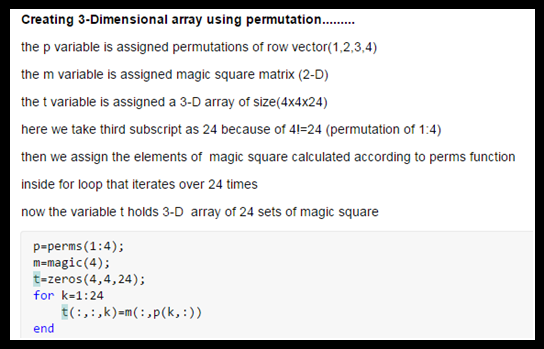 Creating 3-Dimensional array using permutation.........
the p variable is assigned permutations of row vector(1,2,3,4)
the m variable is assigned magic square matrix (2-D)
the t variable is assigned a 3-D array of size(4x4x24)
here we take third subscript as 24 because of 4!=24 (permutation of 1:4)
then we assign the elements of  magic square calculated according to perms function
inside for loop that iterates over 24 times
now the variable t holds 3-D  array of 24 sets of magic square
p=perms(1:4);
m=magic(4);
t=zeros(4,4,24);
for k=1:24
    t(:,:,k)=m(:,p(k,:))
end